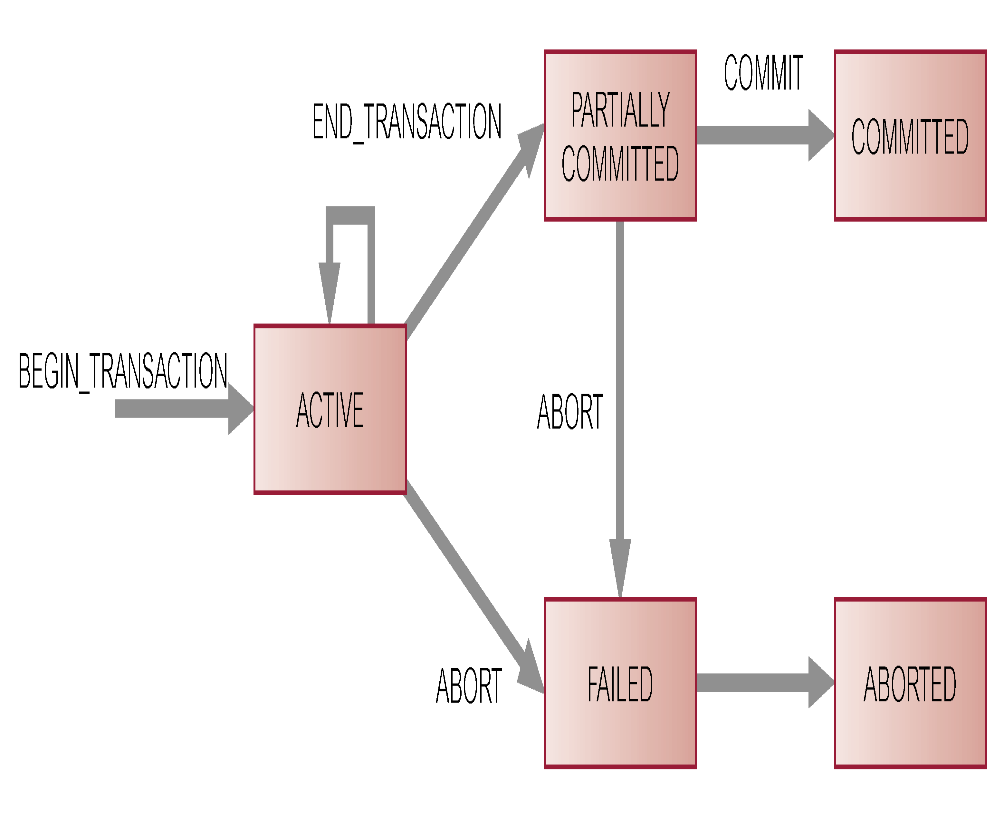 COMMIT
PARTIALLY
COMMITTED
COMMITTED
END_TRANSACTION
BEGIN_TRANSACTION
ACTIVE
ABORT
ABORT
FAILED
ABORTED